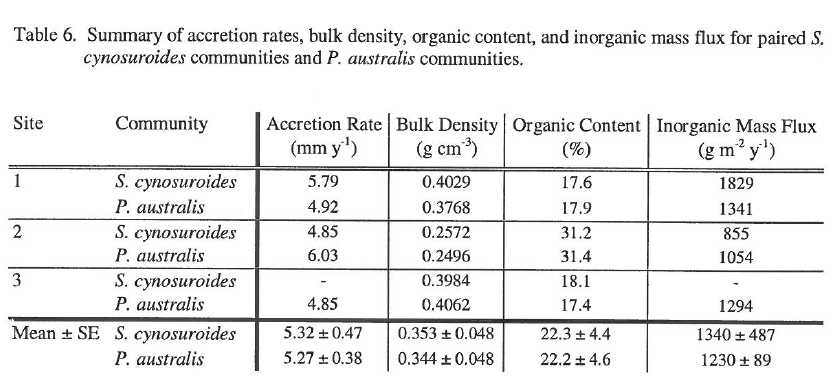 Table 6. Summary of accretion rates, bulk density, organic content, and inorganic mass flux for paired S.
cynosuroides communities and P. australis communities.
Site Community Accretion Rate Bulk Density Organic Content Inorganic Mass Flux
(mm y⁻¹) (g cm⁻³) (%) (g m⁻² y⁻¹)
1 S. cynosuroides 5.79 0.4029 17.6 1829
P. australis 4.92 0.3768 17.9 1341
2 S. cynosuroides 4.85 0.2572 31.2 855
P. australis 6.03 0.2496 31.4 1054
3 S. cynosuroides - 0.3984 18.1 -
P. australis 4.85 0.4062 17.4 1294
Mean ± SE S. cynosuroides 5.32 ± 0.47 0.353 ± 0.048 22.3 ± 4.4 1340 ± 487
P. australis 5.27 ± 0.38 0.344 ± 0.048 22.2 ± 4.6 1230 ± 89